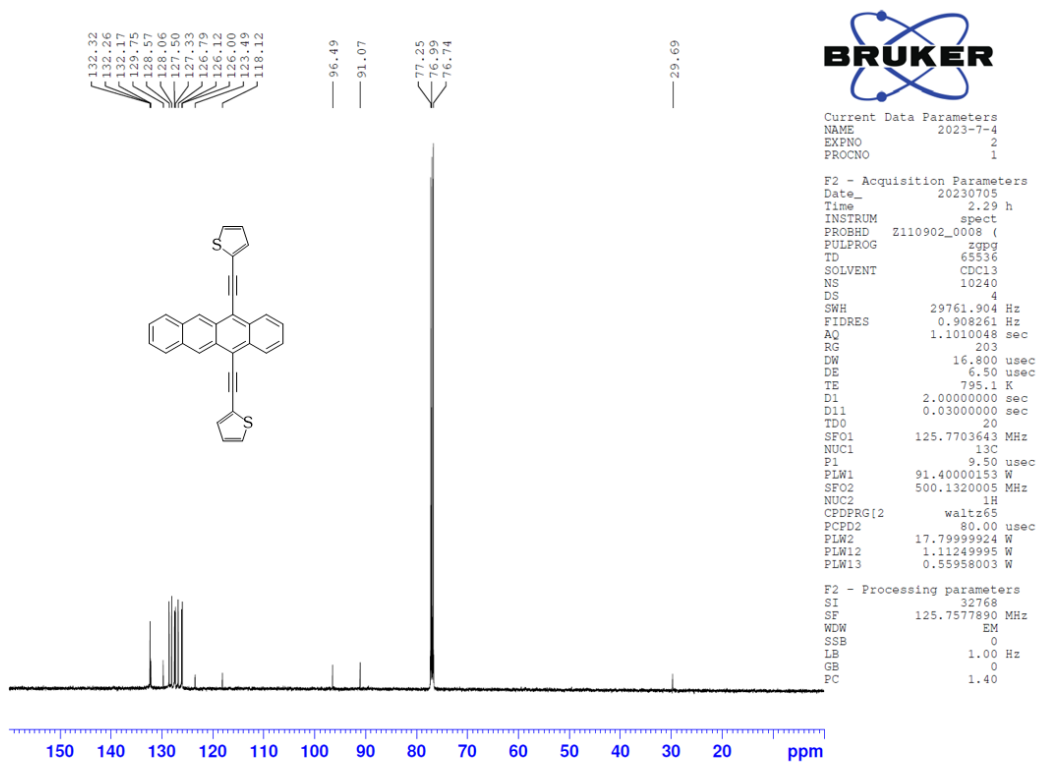 132.32
132.26
132.17
129.75
128.57
128.06
127.50
127.33
126.79
126.12
126.00
123.49
118.12
96.49
91.07
77.25
76.99
76.74
29.69
BRUKER
Current Data Parameters
NAME 2023-7-4
EXPNO 2
PROCNO 1
F2 - Acquisition Parameters
Date_ 20230705
Time 2.29 h
INSTRUM spect
PROBHD Z110902_0008 (
PULPROG zgpg
TD 65536
SOLVENT CDCl3
NS 10240
DS 4
SWH 29761.904 Hz
FIDRES 0.908261 Hz
AQ 1.1010048 sec
RG 203
DW 16.800 usec
DE 6.50 usec
TE 795.1 K
D1 2.00000000 sec
D11 0.03000000 sec
TD0 20
SFO1 125.7703643 MHz
NUC1 13C
P1 9.50 usec
PLW1 91.40000153 W
SFO2 500.1320005 MHz
NUC2 1H
CPDPRG[2 waltz65
PCPD2 80.00 usec
PLW2 17.79999924 W
PLW12 1.11249995 W
PLW13 0.55958003 W
F2 - Processing parameters
SI 32768
SF 125.7577890 MHz
WDW EM
SSB 0
LB 1.00 Hz
GB 0
PC 1.40
S
S
150 140 130 120 110 100 90 80 70 60 50 40 30 20 ppm